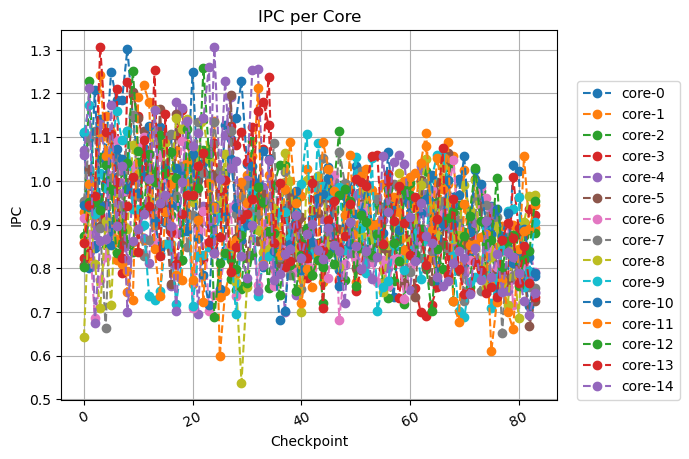 IPC per Core
IPC
1.3
1.2
1.1
1.0
0.9
0.8
0.7
0.6
0.5
0
20
40
60
80
Checkpoint
core-0
core-1
core-2
core-3
core-4
core-5
core-6
core-7
core-8
core-9
core-10
core-11
core-12
core-13
core-14